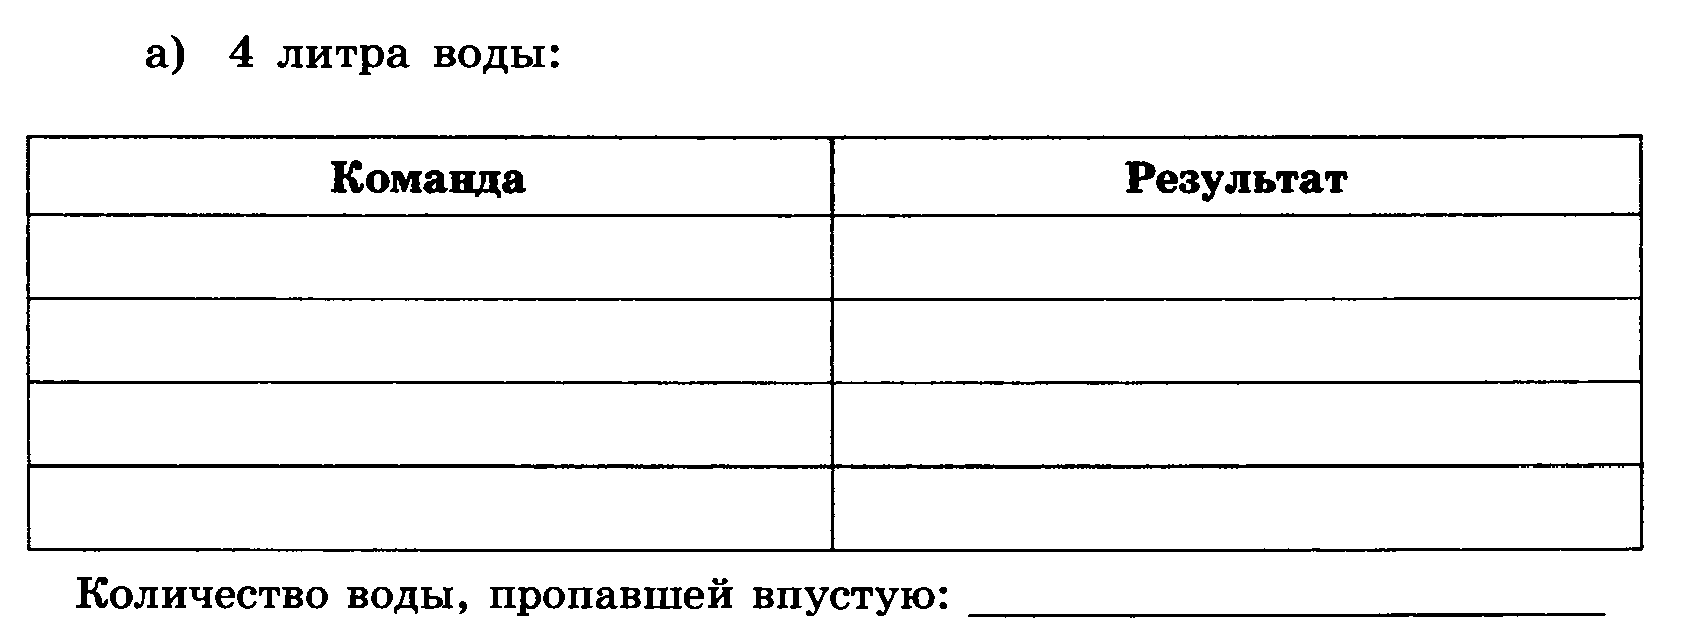 а) 4 литра воды:
Команда Результат
Количество воды, пропавшей впустую: